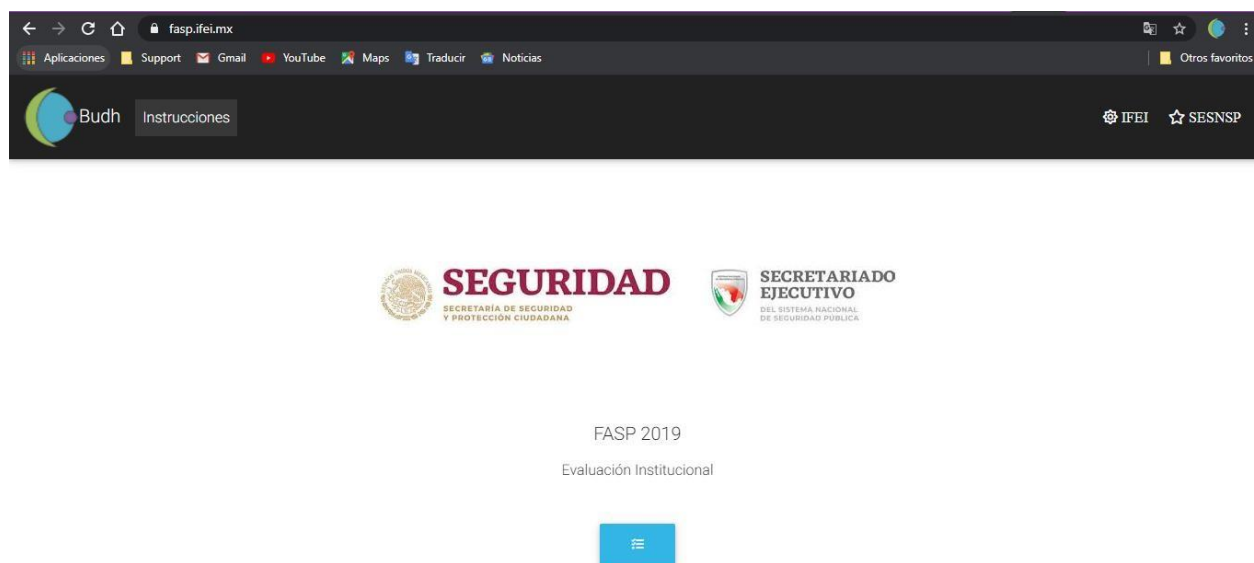 fasp.ifei.mx
Aplicaciones Support Gmail YouTube Maps Traducir Noticias Otros favoritos
Budh Instrucciones IFEI SESNSP
SEGURIDAD
SECRETARÍA DE SEGURIDAD
Y PROTECCIÓN CIUDADANA
SECRETARIADO
EJECUTIVO
DEL SISTEMA NACIONAL
DE SEGURIDAD PÚBLICA
FASP 2019
Evaluación Institucional